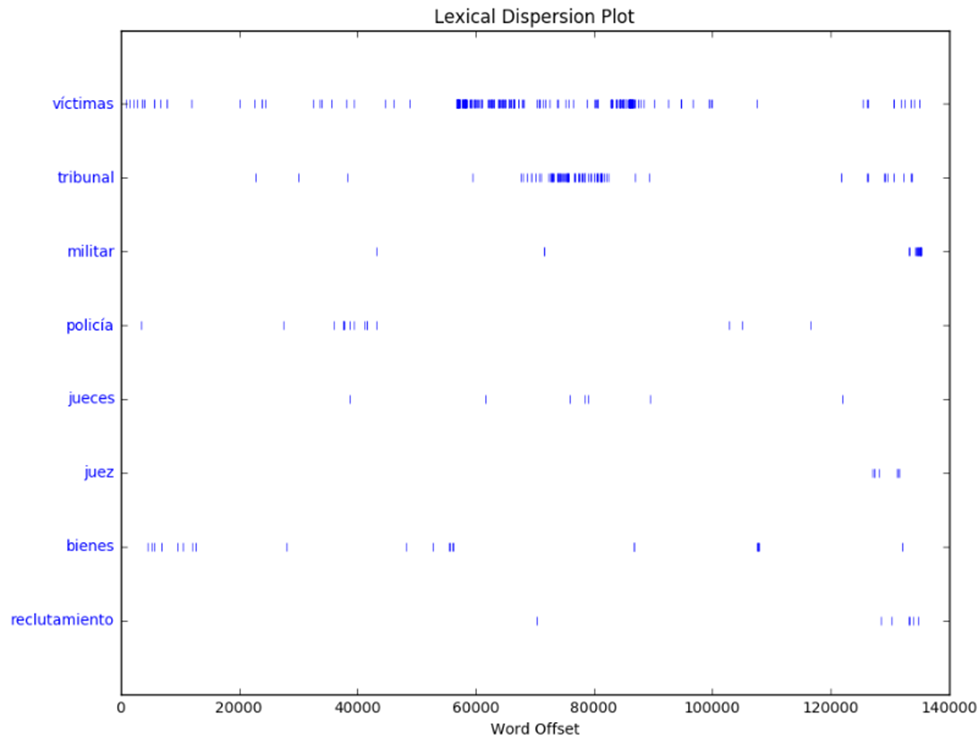 Lexical Dispersion Plot
víctimas
tribunal
militar
policía
jueces
juez
bienes
reclutamiento
0 20000 40000 60000 80000 100000 120000 140000
Word Offset